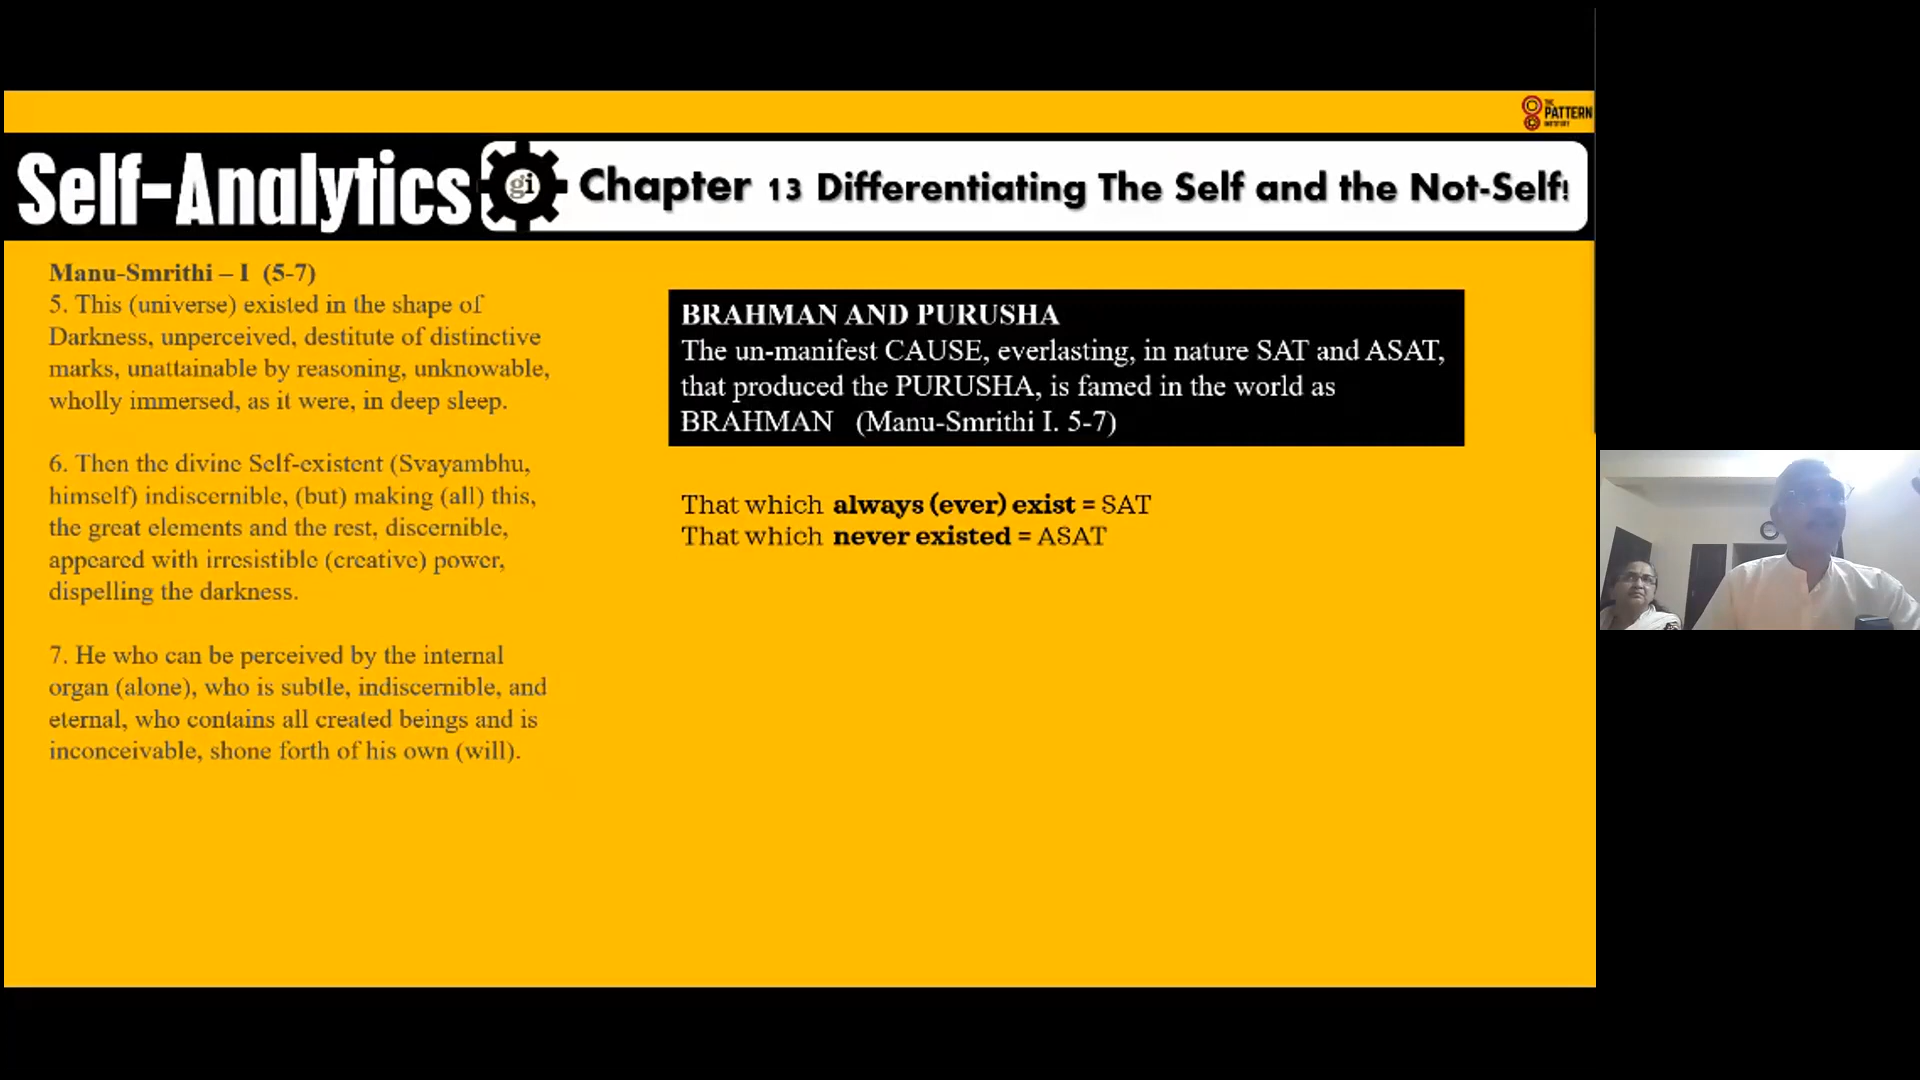 THE
PATTERN
INSTITUTE
Self-Analytics
gi
Chapter 13 Differentiating The Self and the Not-Self!
Manu-Smrithi – I (5-7)
5. This (universe) existed in the shape of
Darkness, unperceived, destitute of distinctive
marks, unattainable by reasoning, unknowable,
wholly immersed, as it were, in deep sleep.
6. Then the divine Self-existent (Svayambhu,
himself) indiscernible, (but) making (all) this,
the great elements and the rest, discernible,
appeared with irresistible (creative) power,
dispelling the darkness.
7. He who can be perceived by the internal
organ (alone), who is subtle, indiscernible, and
eternal, who contains all created beings and is
inconceivable, shone forth of his own (will).
BRAHMAN AND PURUSHA
The un-manifest CAUSE, everlasting, in nature SAT and ASAT,
that produced the PURUSHA, is famed in the world as
BRAHMAN (Manu-Smrithi I. 5-7)
That which always (ever) exist = SAT
That which never existed = ASAT